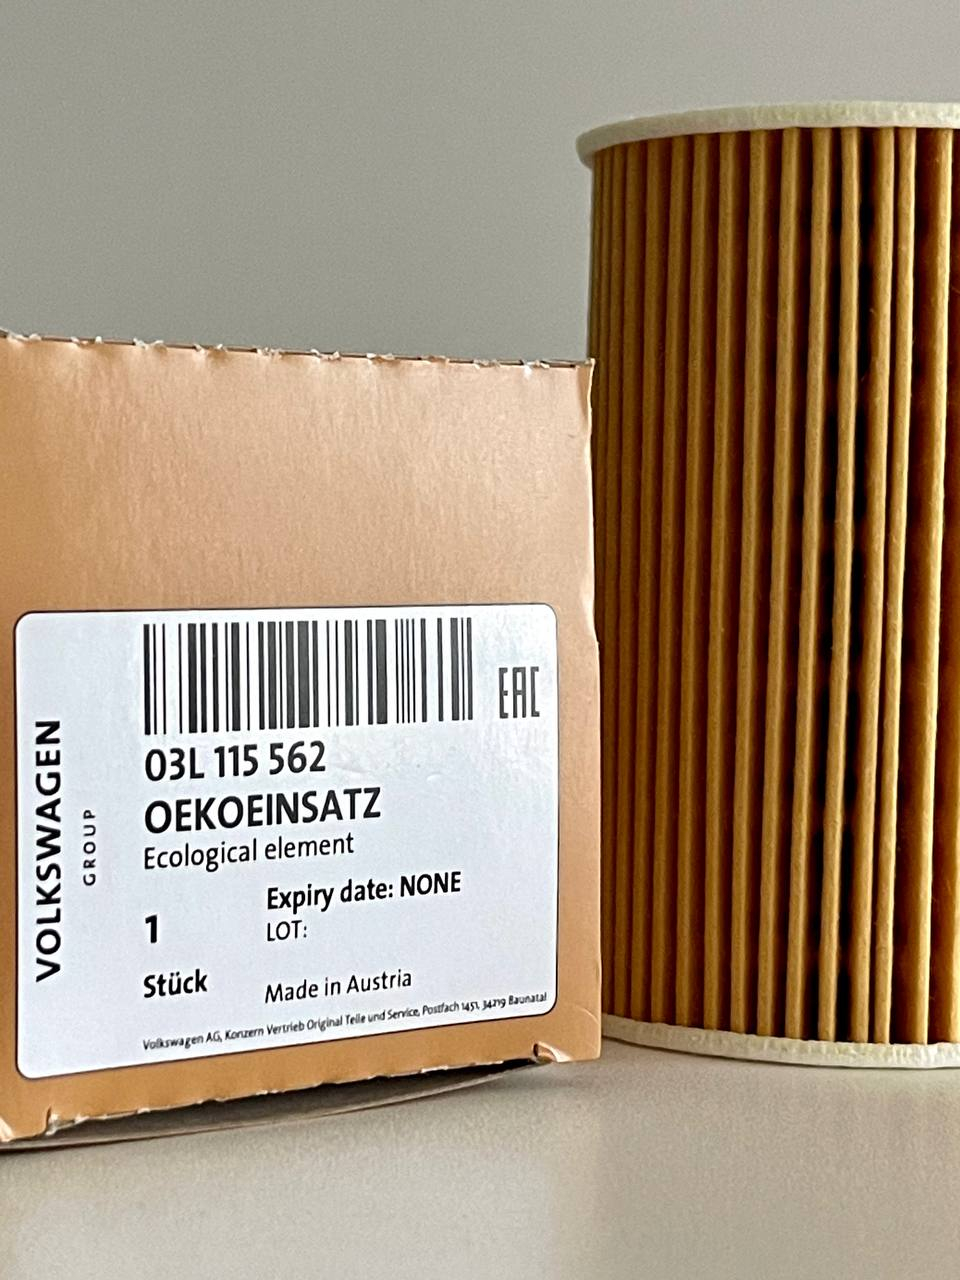 VOLKSWAGEN
GROUP
EAC
03L 115 562
OEKOEINSATZ
Ecological element
Expiry date: NONE
1
LOT:
Stück
Made in Austria
Volkswagen AG, Konzern Vertrieb Original Teile und Service, Postfach 1451, 34219 Baunatal